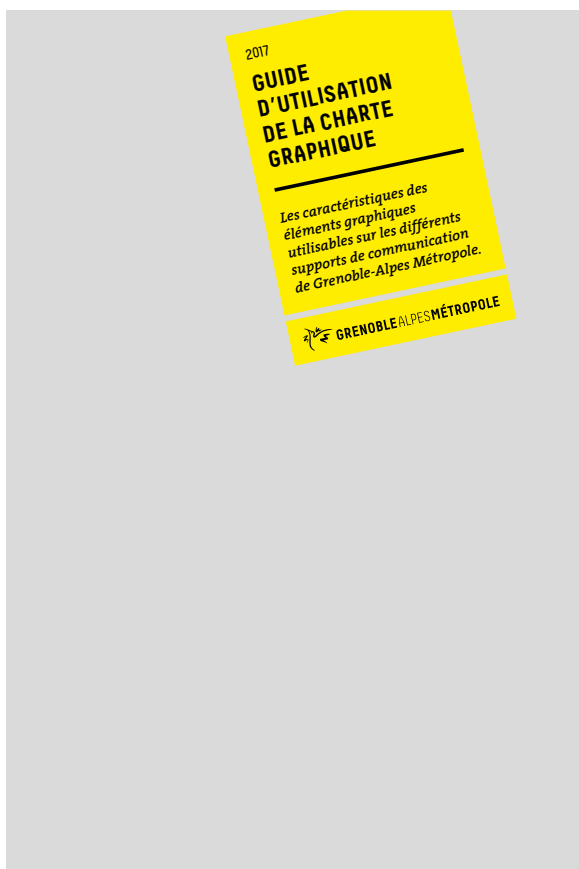 2017
GUIDE
D'UTILISATION
DE LA CHARTE
GRAPHIQUE
Les caractéristiques des
éléments graphiques
utilisables sur les différents
supports de communication
de Grenoble-Alpes Métropole.
GRENOBLEALPESMÉTROPOLE